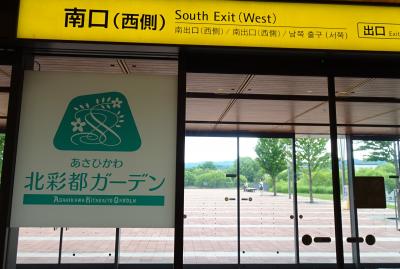 南口(西側)
South Exit (West)
南出口(西側) / 南出口(西側) / 남쪽 출구 (서쪽)
出口 Exit
あさひかわ
北彩都ガーデン
ASAHIKAWA KITASAITO GARDEN